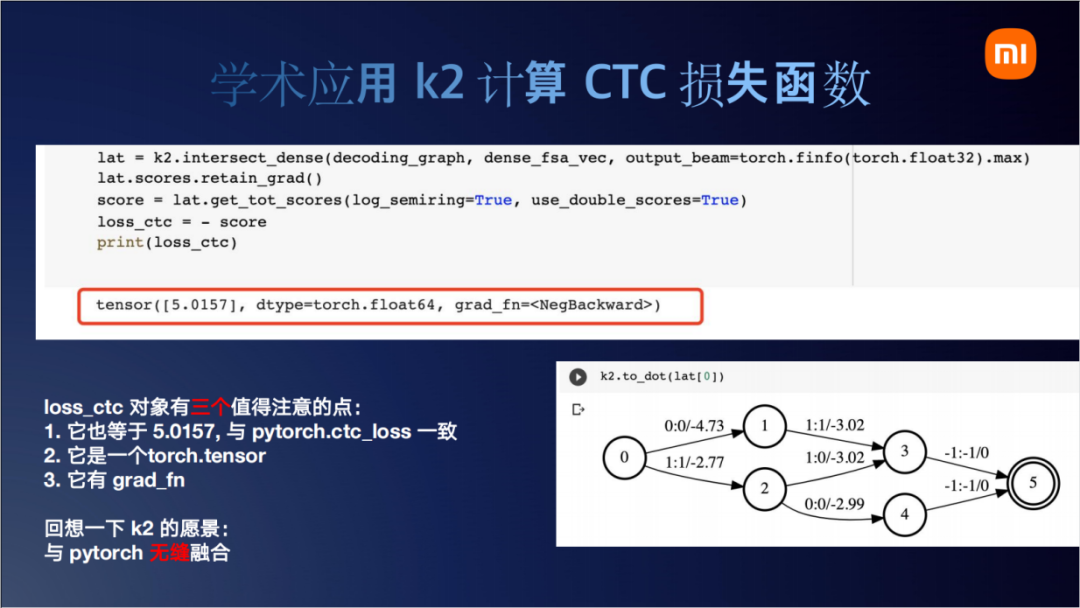 学术应用 k2 计算 CTC 损失函数
lat = k2.intersect_dense(decoding_graph, dense_fsa_vec, output_beam=torch.finfo(torch.float32).max)
lat.scores.retain_grad()
score = lat.get_tot_scores(log_semiring=True, use_double_scores=True)
loss_ctc = - score
print(loss_ctc)
tensor([5.0157], dtype=torch.float64, grad_fn=<NegBackward>)
loss_ctc 对象有三个值得注意的点:
1. 它也等于 5.0157, 与 pytorch.ctc_loss 一致
2. 它是一个torch.tensor
3. 它有 grad_fn
回想一下 k2 的愿景:
与 pytorch 无缝融合
k2.to_dot(lat[0])
0
0:0/-4.73
1
1:1/-3.02
1:1/-2.77
2
1:0/-3.02
3
-1:-1/0
0:0/-2.99
4
-1:-1/0
5
mi